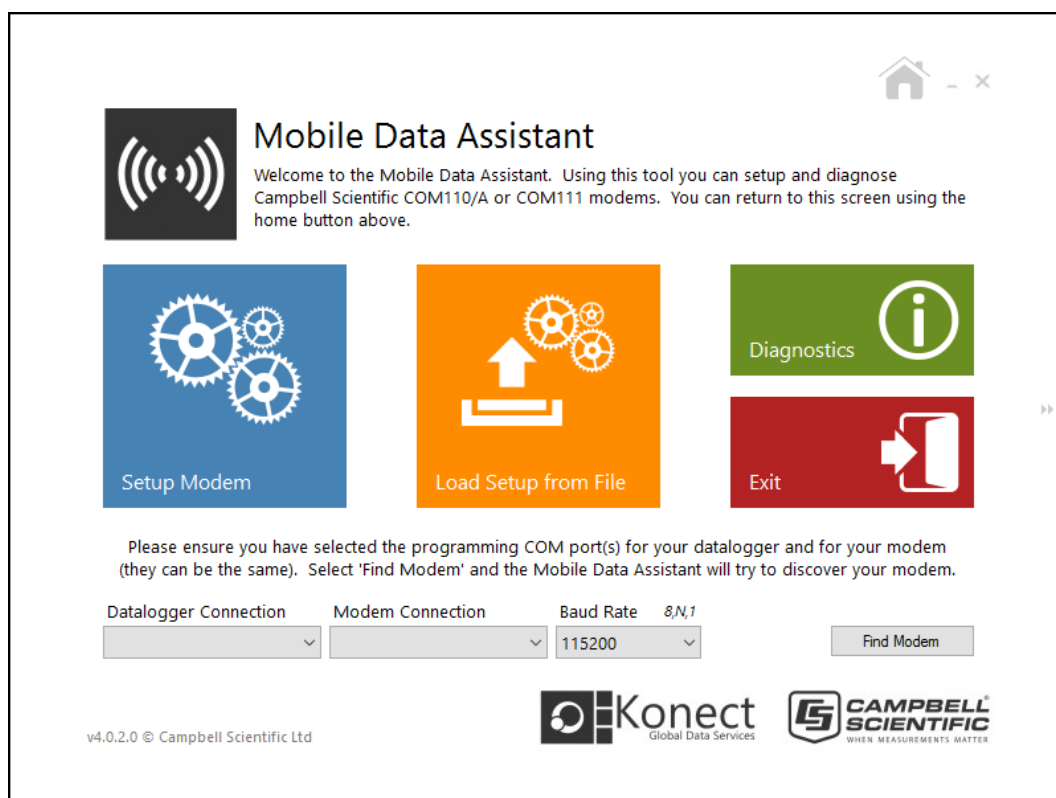 Mobile Data Assistant
Welcome to the Mobile Data Assistant. Using this tool you can setup and diagnose
Campbell Scientific COM110/A or COM111 modems. You can return to this screen using the
home button above.
Setup Modem
Load Setup from File
Diagnostics
Exit
Please ensure you have selected the programming COM port(s) for your datalogger and for your modem
(they can be the same). Select 'Find Modem' and the Mobile Data Assistant will try to discover your modem.
Datalogger Connection
Modem Connection
Baud Rate
8,N,1
115200
Find Modem
Konect
Global Data Services
CAMPBELL
SCIENTIFIC
WHEN MEASUREMENTS MATTER
v4.0.2.0 © Campbell Scientific Ltd